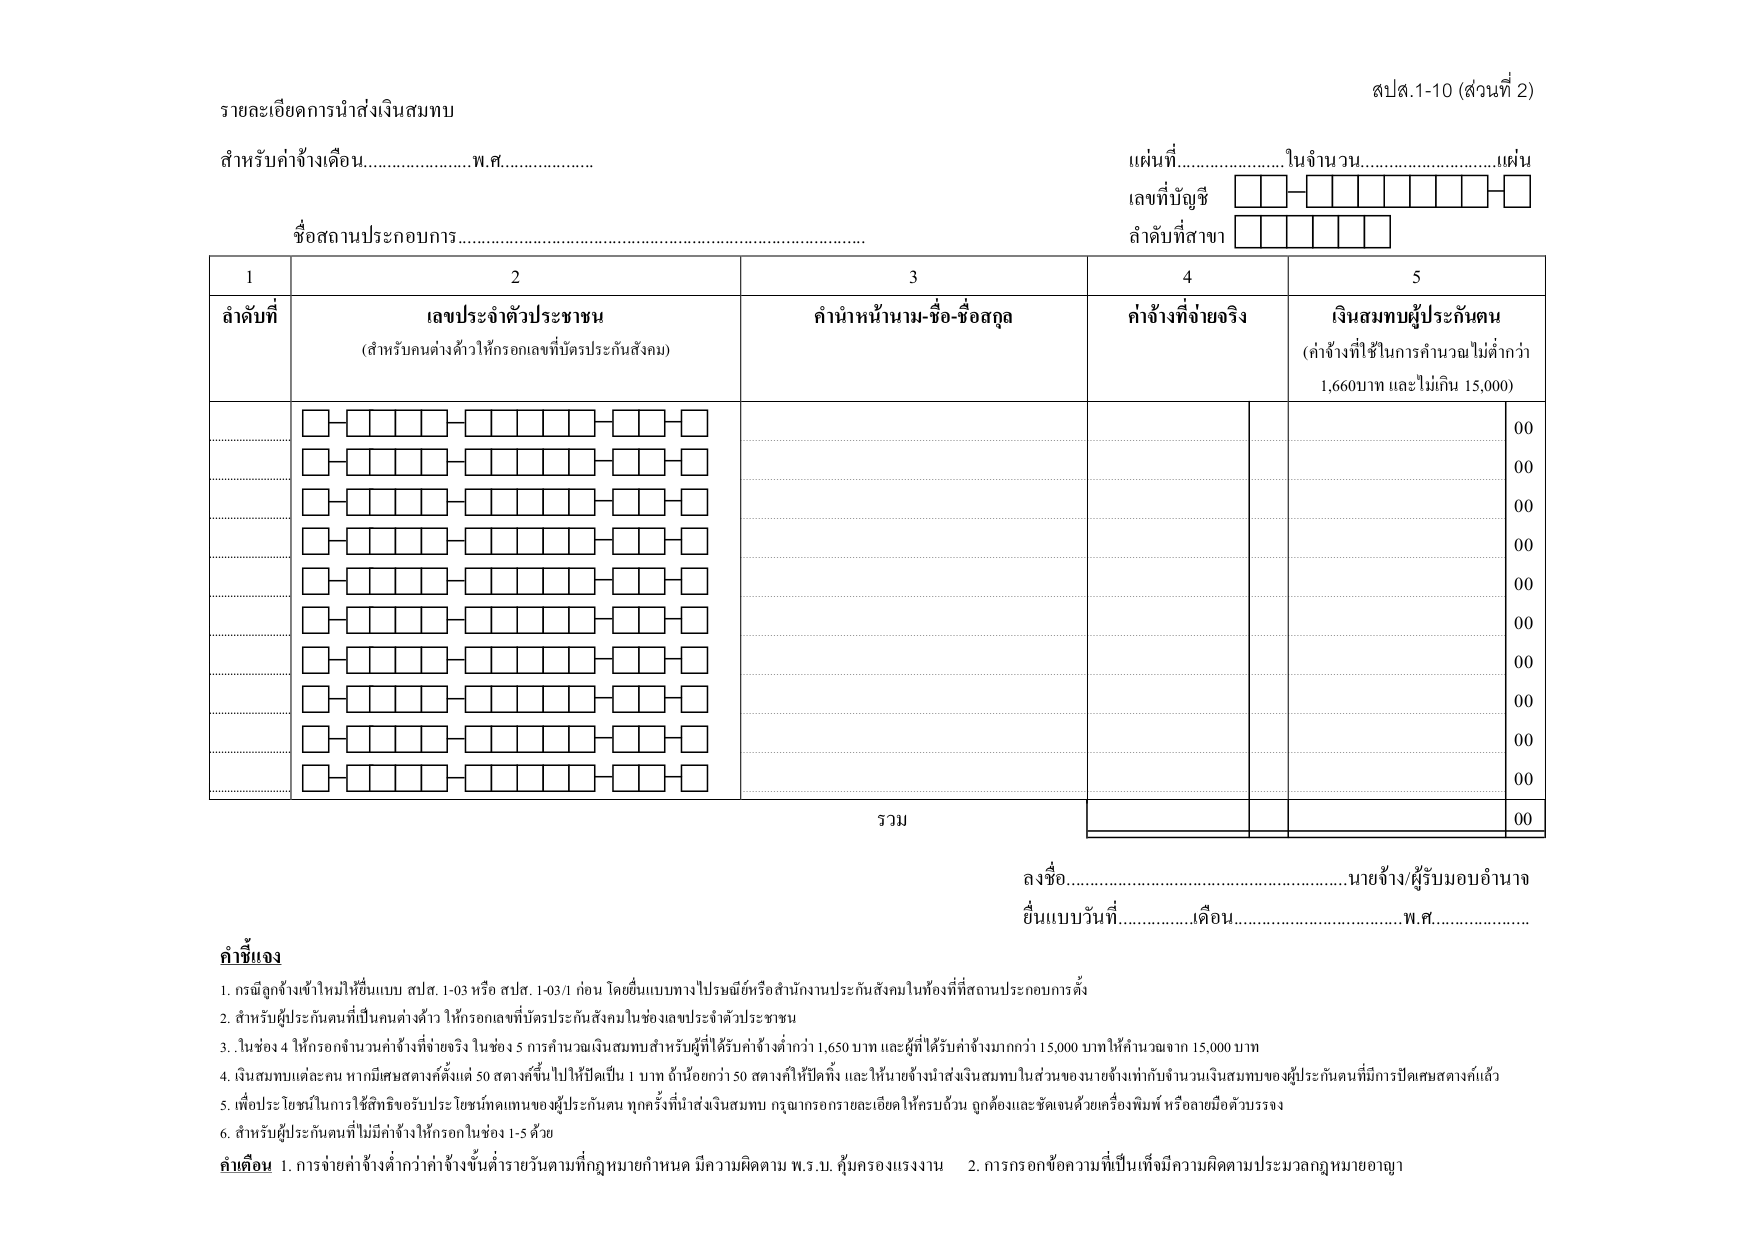 สปส.1-10 (ส่วนที่ 2)
รายละเอียดการนำส่งเงินสมทบ
สำหรับค่าจ้างเดือน.......................พ.ศ....................
แผ่นที่.......................ในจำนวน.............................แผ่น
เลขที่บัญชี
ชื่อสถานประกอบการ.......................................................................................
ลำดับที่สาขา
1 2 3 4 5
ลำดับที่ เลขประจำตัวประชาชน คำนำหน้านาม-ชื่อ-ชื่อสกุล ค่าจ้างที่จ่ายจริง เงินสมทบผู้ประกันตน
(สำหรับคนต่างด้าวให้กรอกเลขที่บัตรประกันสังคม) (ค่าจ้างที่ใช้ในการคำนวณไม่ต่ำกว่า
1,660บาท และไม่เกิน 15,000)
00
00
00
00
00
00
00
00
00
00
รวม 00
ลงชื่อ............................................................นายจ้าง/ผู้รับมอบอำนาจ
ยื่นแบบวันที่................เดือน....................................พ.ศ.....................
คำชี้แจง
1. กรณีลูกจ้างเข้าใหม่ให้ยื่นแบบ สปส. 1-03 หรือ สปส. 1-03/1 ก่อน โดยยื่นแบบทางไปรษณีย์หรือสำนักงานประกันสังคมในท้องที่ที่สถานประกอบการตั้ง
2. สำหรับผู้ประกันตนที่เป็นคนต่างด้าว ให้กรอกเลขที่บัตรประกันสังคมในช่องเลขประจำตัวประชาชน
3. .ในช่อง 4 ให้กรอกจำนวนค่าจ้างที่จ่ายจริง ในช่อง 5 การคำนวณเงินสมทบสำหรับผู้ที่ได้รับค่าจ้างต่ำกว่า 1,650 บาท และผู้ที่ได้รับค่าจ้างมากกว่า 15,000 บาทให้คำนวณจาก 15,000 บาท
4. เงินสมทบแต่ละคน หากมีเศษสตางค์ตั้งแต่ 50 สตางค์ขึ้นไปให้ปัดเป็น 1 บาท ถ้าน้อยกว่า 50 สตางค์ให้ปัดทิ้ง และให้นายจ้างนำส่งเงินสมทบในส่วนของนายจ้างเท่ากับจำนวนเงินสมทบของผู้ประกันตนที่มีการปัดเศษสตางค์แล้ว
5. เพื่อประโยชน์ในการใช้สิทธิขอรับประโยชน์ทดแทนของผู้ประกันตน ทุกครั้งที่นำส่งเงินสมทบ กรุณากรอกรายละเอียดให้ครบถ้วน ถูกต้องและชัดเจนด้วยเครื่องพิมพ์ หรือลายมือตัวบรรจง
6. สำหรับผู้ประกันตนที่ไม่มีค่าจ้างให้กรอกในช่อง 1-5 ด้วย
คำเตือน 1. การจ่ายค่าจ้างต่ำกว่าค่าจ้างขั้นต่ำรายวันตามที่กฎหมายกำหนด มีความผิดตาม พ.ร.บ. คุ้มครองแรงงาน 2. การกรอกข้อความที่เป็นเท็จมีความผิดตามประมวลกฎหมายอาญา